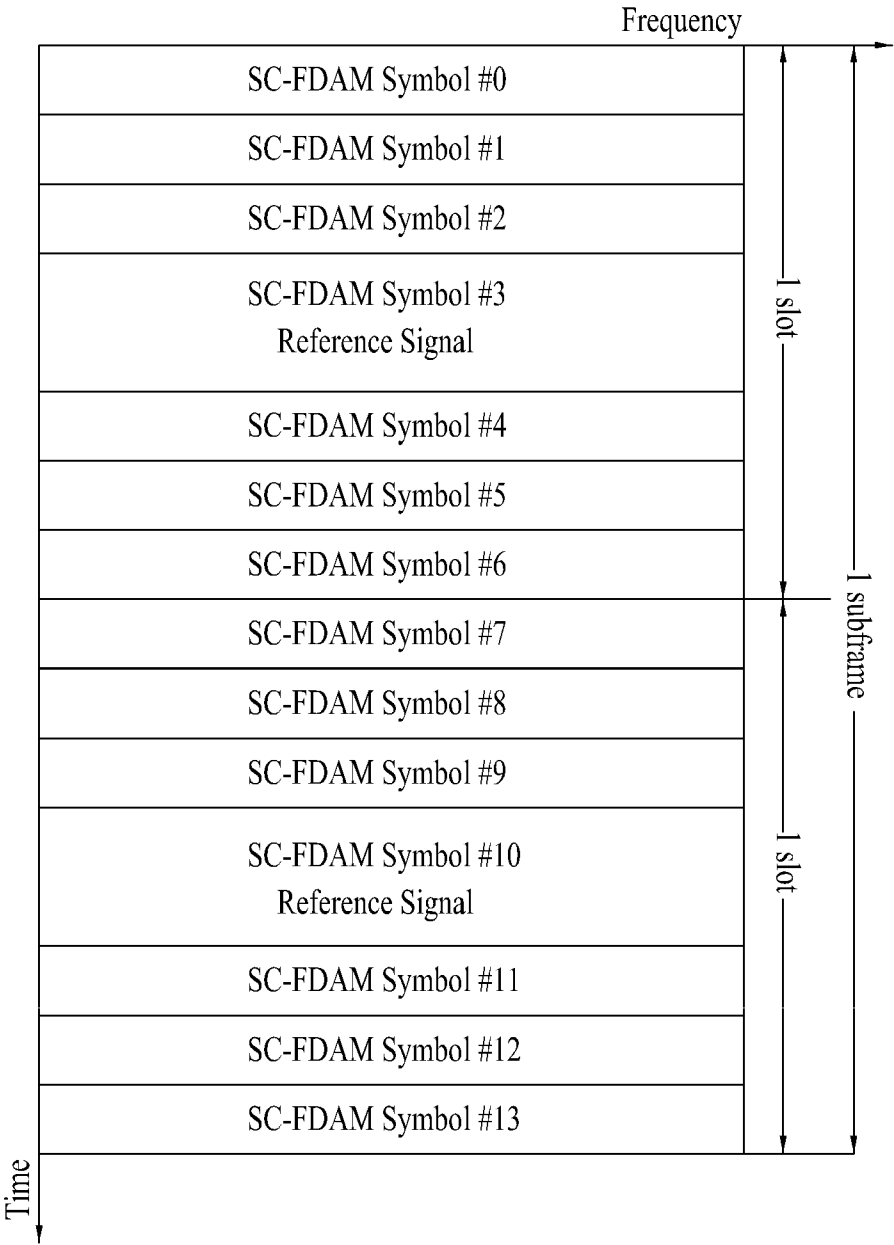 Frequency
SC-FDAM Symbol #0
SC-FDAM Symbol #1
SC-FDAM Symbol #2
SC-FDAM Symbol #3
Reference Signal
1 slot
SC-FDAM Symbol #4
SC-FDAM Symbol #5
SC-FDAM Symbol #6
1 subframe
SC-FDAM Symbol #7
SC-FDAM Symbol #8
SC-FDAM Symbol #9
SC-FDAM Symbol #10
Reference Signal
1 slot
SC-FDAM Symbol #11
SC-FDAM Symbol #12
SC-FDAM Symbol #13
Time